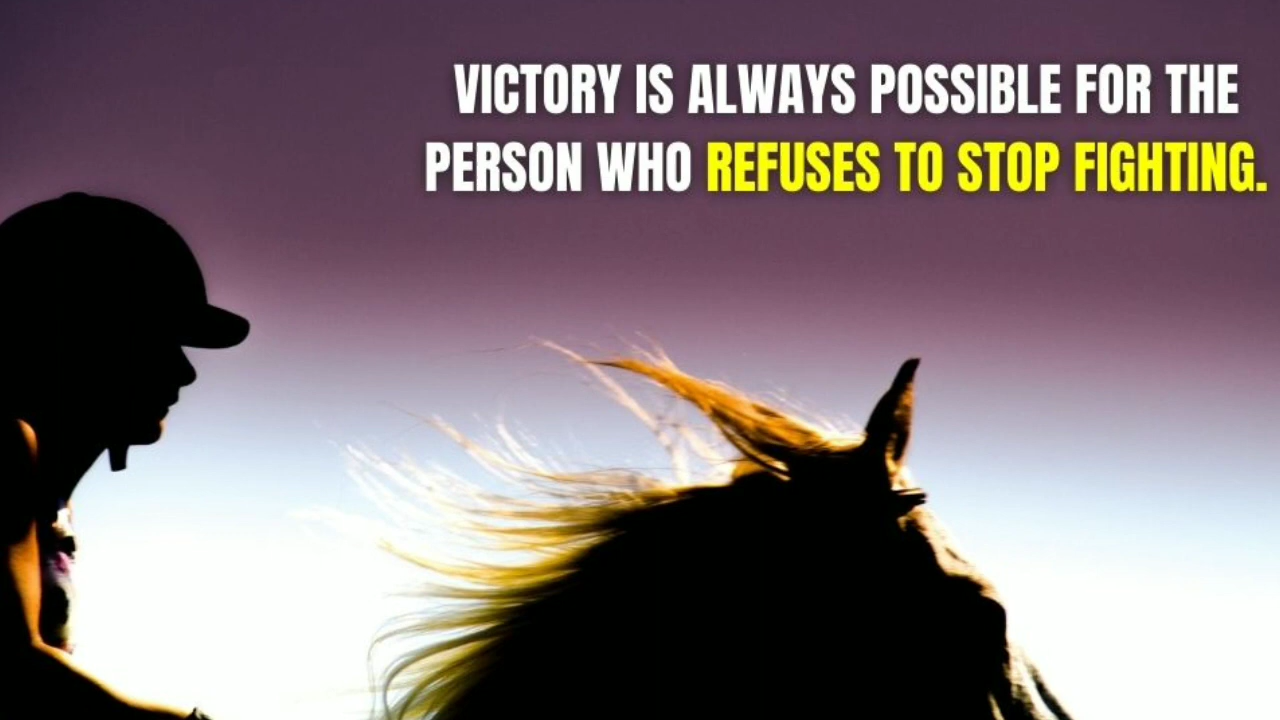 VICTORY IS ALWAYS POSSIBLE FOR THE
PERSON WHO REFUSES TO STOP FIGHTING.